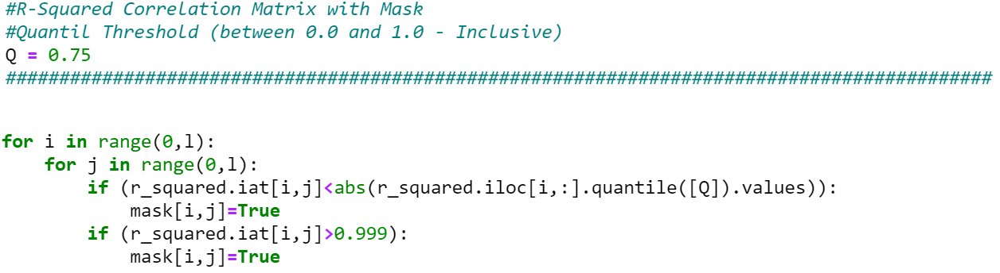 #R-Squared Correlation Matrix with Mask
#Quantil Threshold (between 0.0 and 1.0 - Inclusive)
Q = 0.75
############################################################################################
for i in range(0,l):
    for j in range(0,l):
        if (r_squared.iat[i,j]<abs(r_squared.iloc[i,:].quantile([Q]).values)):
            mask[i,j]=True
        if (r_squared.iat[i,j]>0.999):
            mask[i,j]=True